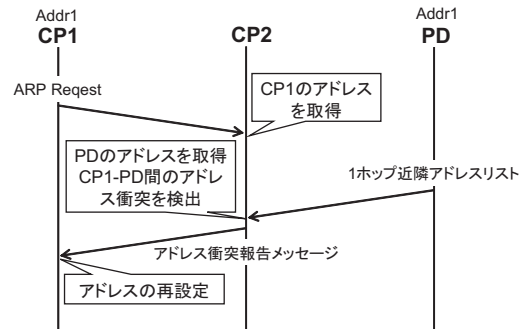 Addr1
CP1
CP2
Addr1
PD
ARP Reqest
CP1のアドレス
を取得
PDのアドレスを取得
CP1-PD間のアドレ
ス衝突を検出
1ホップ近隣アドレスリスト
アドレス衝突報告メッセージ
アドレスの再設定